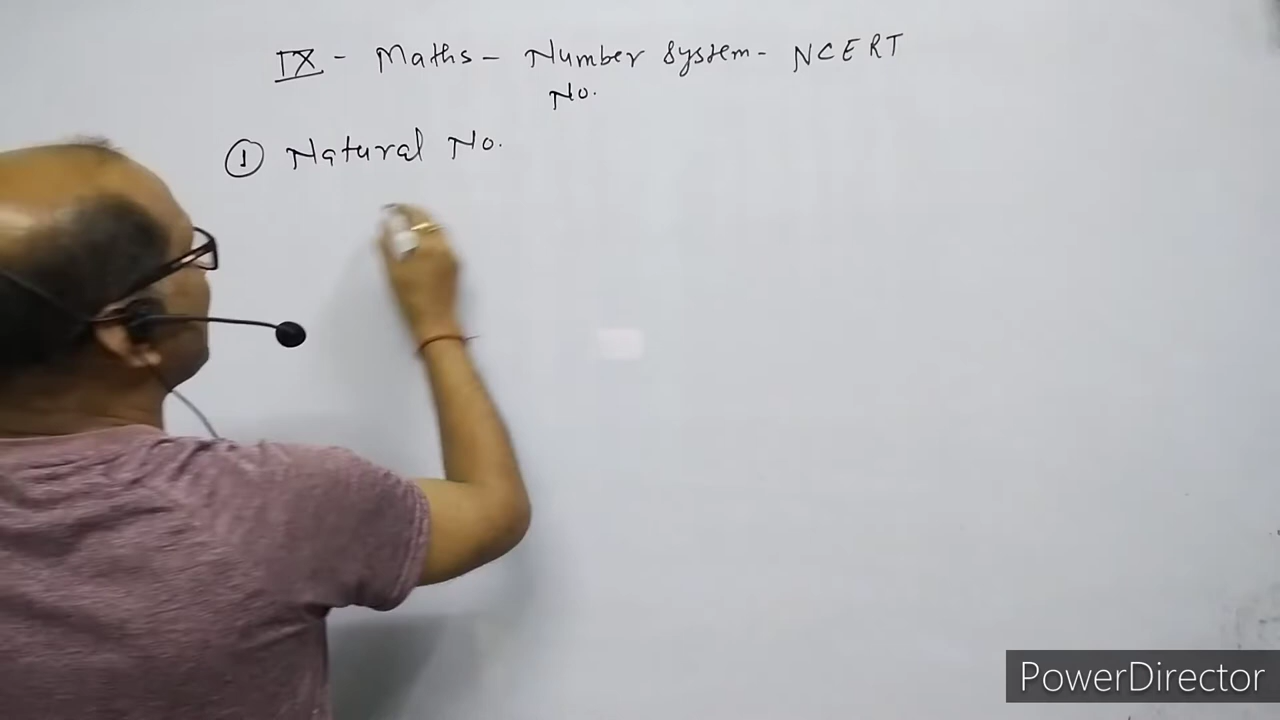 IX - Maths - Number System - NCERT
No.
① Natural No.
PowerDirector